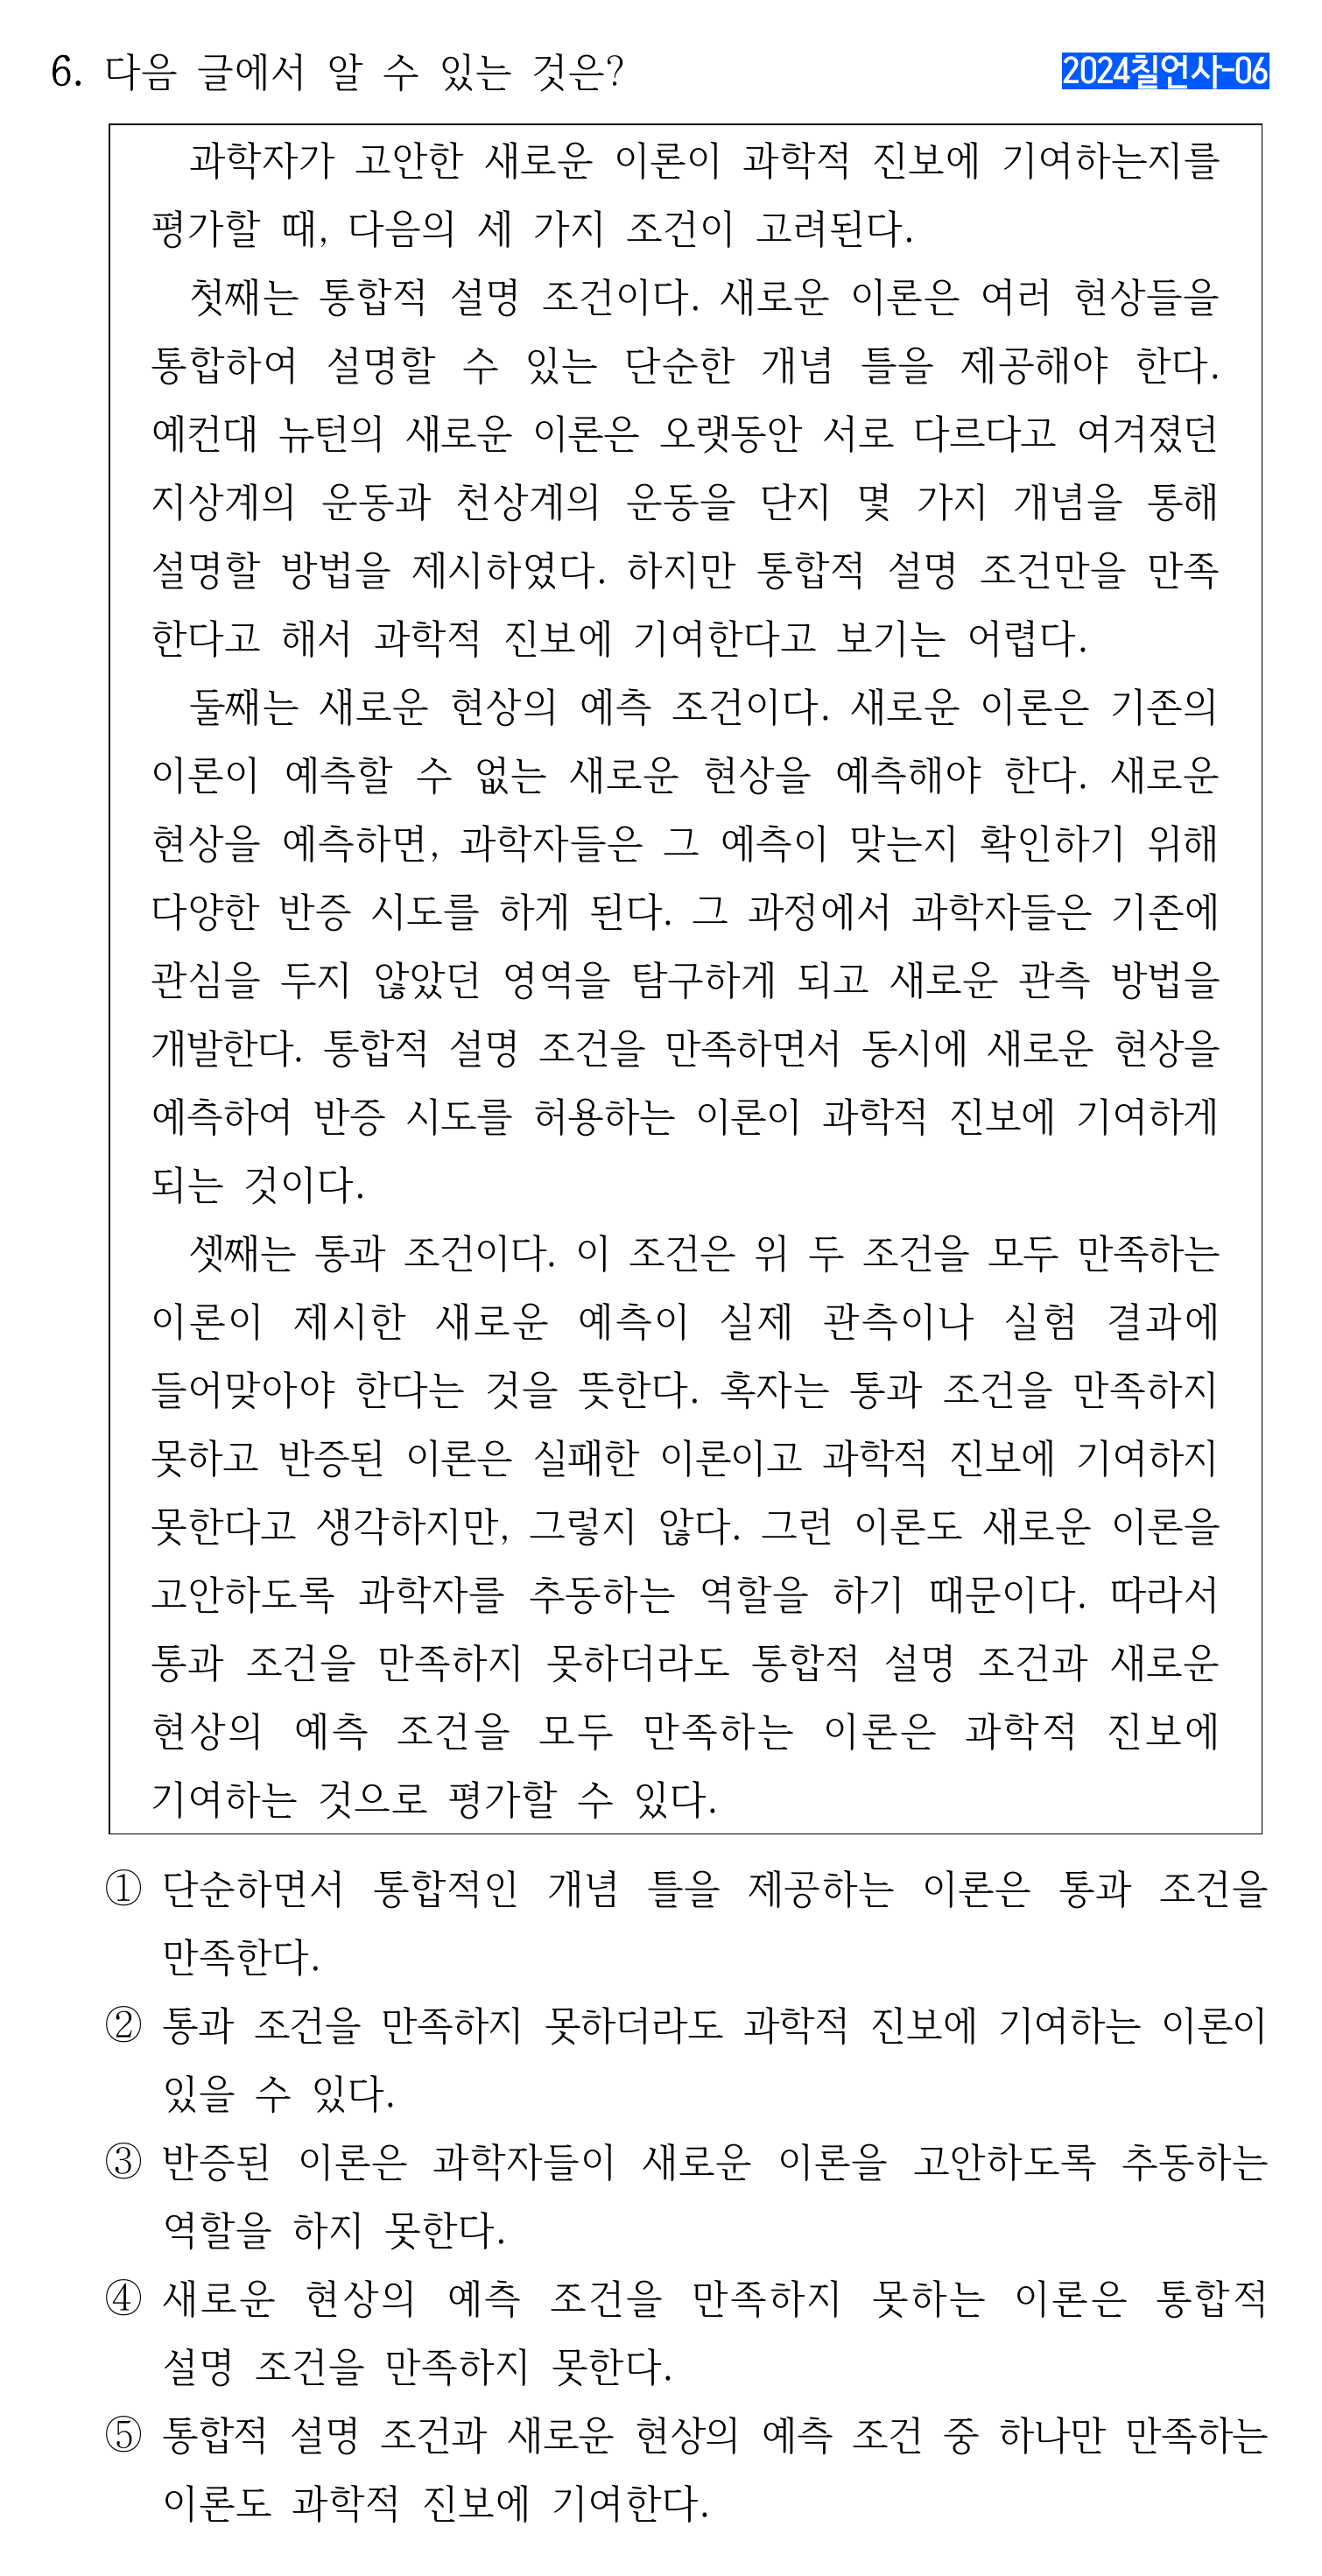 6. 다음 글에서 알 수 있는 것은?
2024칠언사-06
과학자가 고안한 새로운 이론이 과학적 진보에 기여하는지를
평가할 때, 다음의 세 가지 조건이 고려된다.
첫째는 통합적 설명 조건이다. 새로운 이론은 여러 현상들을
통합하여 설명할 수 있는 단순한 개념 틀을 제공해야 한다.
예컨대 뉴턴의 새로운 이론은 오랫동안 서로 다르다고 여겨졌던
지상계의 운동과 천상계의 운동을 단지 몇 가지 개념을 통해
설명할 방법을 제시하였다. 하지만 통합적 설명 조건만을 만족
한다고 해서 과학적 진보에 기여한다고 보기는 어렵다.
둘째는 새로운 현상의 예측 조건이다. 새로운 이론은 기존의
이론이 예측할 수 없는 새로운 현상을 예측해야 한다. 새로운
현상을 예측하면, 과학자들은 그 예측이 맞는지 확인하기 위해
다양한 반증 시도를 하게 된다. 그 과정에서 과학자들은 기존에
관심을 두지 않았던 영역을 탐구하게 되고 새로운 관측 방법을
개발한다. 통합적 설명 조건을 만족하면서 동시에 새로운 현상을
예측하여 반증 시도를 허용하는 이론이 과학적 진보에 기여하게
되는 것이다.
셋째는 통과 조건이다. 이 조건은 위 두 조건을 모두 만족하는
이론이 제시한 새로운 예측이 실제 관측이나 실험 결과에
들어맞아야 한다는 것을 뜻한다. 혹자는 통과 조건을 만족하지
못하고 반증된 이론은 실패한 이론이고 과학적 진보에 기여하지
못한다고 생각하지만, 그렇지 않다. 그런 이론도 새로운 이론을
고안하도록 과학자를 추동하는 역할을 하기 때문이다. 따라서
통과 조건을 만족하지 못하더라도 통합적 설명 조건과 새로운
현상의 예측 조건을 모두 만족하는 이론은 과학적 진보에
기여하는 것으로 평가할 수 있다.
① 단순하면서 통합적인 개념 틀을 제공하는 이론은 통과 조건을
만족한다.
② 통과 조건을 만족하지 못하더라도 과학적 진보에 기여하는 이론이
있을 수 있다.
③ 반증된 이론은 과학자들이 새로운 이론을 고안하도록 추동하는
역할을 하지 못한다.
④ 새로운 현상의 예측 조건을 만족하지 못하는 이론은 통합적
설명 조건을 만족하지 못한다.
⑤ 통합적 설명 조건과 새로운 현상의 예측 조건 중 하나만 만족하는
이론도 과학적 진보에 기여한다.